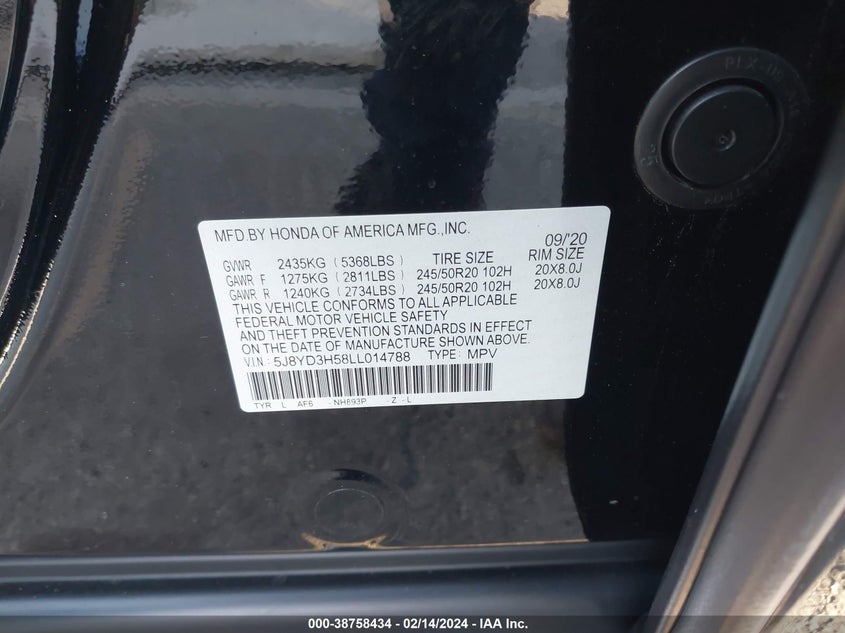 MFD.BY HONDA OF AMERICA MFG.,INC.
09/'20
GVWR 2435KG (5368LBS) TIRE SIZE RIM SIZE
GAWR F 1275KG (2811LBS) 245/50R20 102H 20X8.0J
GAWR R 1240KG (2734LBS) 245/50R20 102H 20X8.0J
THIS VEHICLE CONFORMS TO ALL APPLICABLE
FEDERAL MOTOR VEHICLE SAFETY
AND THEFT PREVENTION STANDARDS IN EFFECT
ON THE DATE OF MANUFACTURE SHOWN ABOVE.
VIN: 5J8YD3H58LL014788 TYPE: MPV
TYR L AF6 -NH893P -Z -L
000-38758434 - 02/14/2024 - IAA Inc.